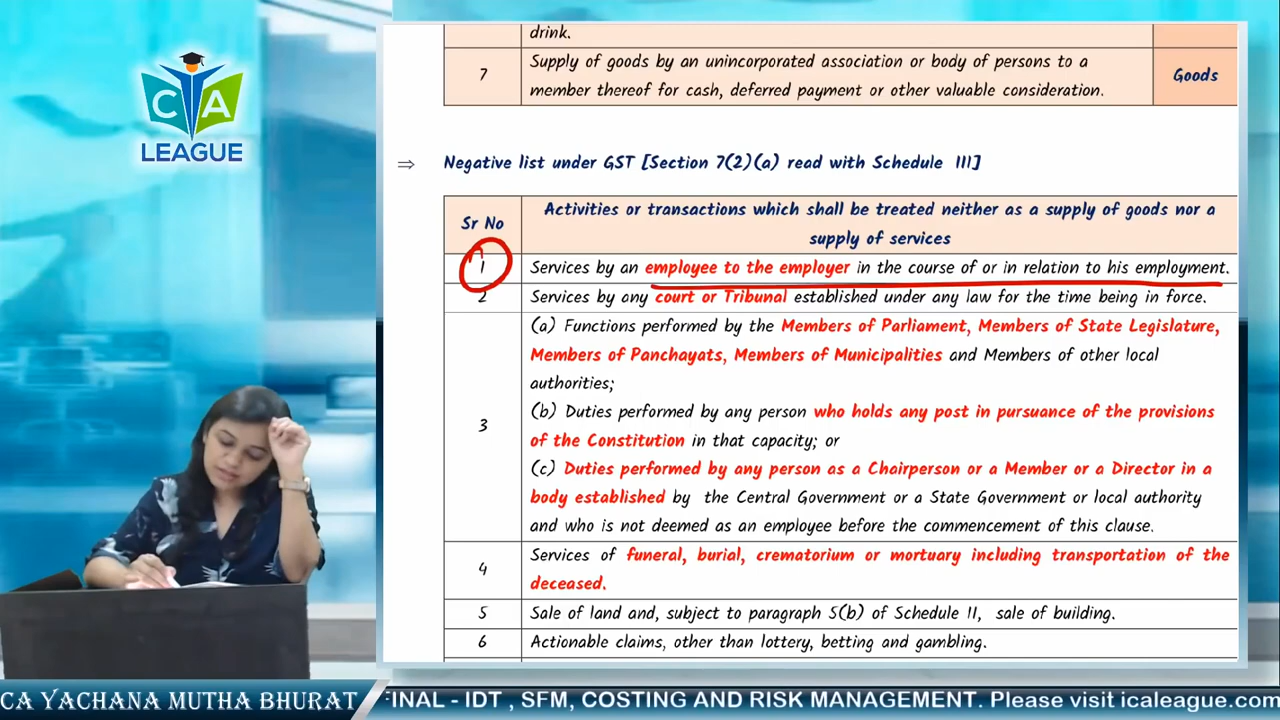 CA
LEAGUE
drink.
7 Supply of goods by an unincorporated association or body of persons to a
member thereof for cash, deferred payment or other valuable consideration.
Goods
⇒ Negative list under GST [Section 7(2)(a) read with Schedule III]
Sr No
Activities or transactions which shall be treated neither as a supply of goods nor a
supply of services
1 Services by an employee to the employer in the course of or in relation to his employment.
2 Services by any court or Tribunal established under any law for the time being in force.
3
(a) Functions performed by the Members of Parliament, Members of State Legislature,
Members of Panchayats, Members of Municipalities and Members of other local
authorities;
(b) Duties performed by any person who holds any post in pursuance of the provisions
of the Constitution in that capacity; or
(c) Duties performed by any person as a Chairperson or a Member or a Director in a
body established by the Central Government or a State Government or local authority
and who is not deemed as an employee before the commencement of this clause.
4 Services of funeral, burial, crematorium or mortuary including transportation of the
deceased.
5 Sale of land and, subject to paragraph 5(b) of Schedule II, sale of building.
6 Actionable claims, other than lottery, betting and gambling.
CA YACHANA MUTHA BHURAT
FINAL - IDT , SFM, COSTING AND RISK MANAGEMENT. Please visit icaleague.com